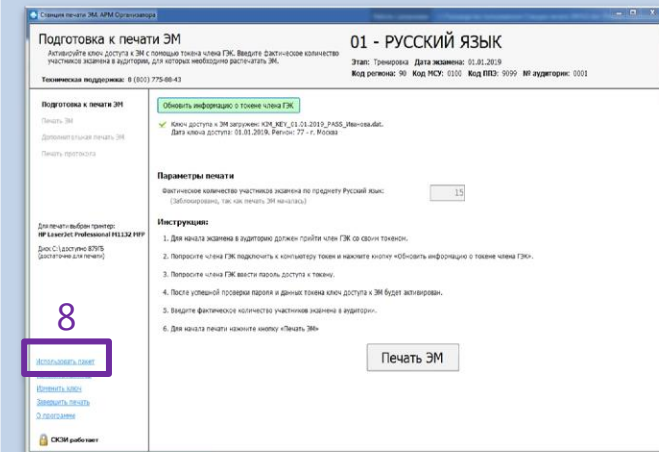 Станция печати ЭМ. АРМ Организатора
Подготовка к печати ЭМ
Активируйте ключ доступа к ЭМ с помощью токена члена ГЭК. Введите фактическое количество
участников экзамена в аудитории, для которых необходимо распечатать ЭМ.
Техническая поддержка: 8 (800)
775-88-43
01 - РУССКИЙ ЯЗЫК
Этап: Тренировка Дата экзамена: 01.01.2019
Код региона: 90 Код МСУ: 0100 Код ППЭ: 9099 № аудитории: 0001
Подготовка к печати ЭМ
Печать ЭМ
Дополнительная печать ЭМ
Печать протокола
Для печати выбран принтер:
HP LaserJet Professional M1132 MFP
Диск C:\ доступно 879ГБ
(достаточно для печати)
8
Использовать пакет
Изменить ключ
Завершить печать
О программе
СКЗИ работает
Обновить информацию о токене члена ГЭК
Ключ доступа к ЭМ загружен: KIM_KEY_01.01.2019_PASS_Иванова.dat.
Дата ключа доступа: 01.01.2019. Регион: 77 - г. Москва
Параметры печати
Фактическое количество участников экзамена по предмету Русский язык:
15
(Заблокировано, так как печать ЭМ началась)
Инструкция:
1. Для начала экзамена в аудиторию должен прийти член ГЭК со своим токеном.
2. Попросите члена ГЭК подключить к компьютеру токен и нажмите кнопку «Обновить информацию о токене члена ГЭК».
3. Попросите члена ГЭК ввести пароль доступа к токену.
4. После успешной проверки пароля и данных токена ключ доступа к ЭМ будет активирован.
5. Введите фактическое количество участников экзамена в аудитории.
6. Для начала печати нажмите кнопку «Печать ЭМ»
Печать ЭМ